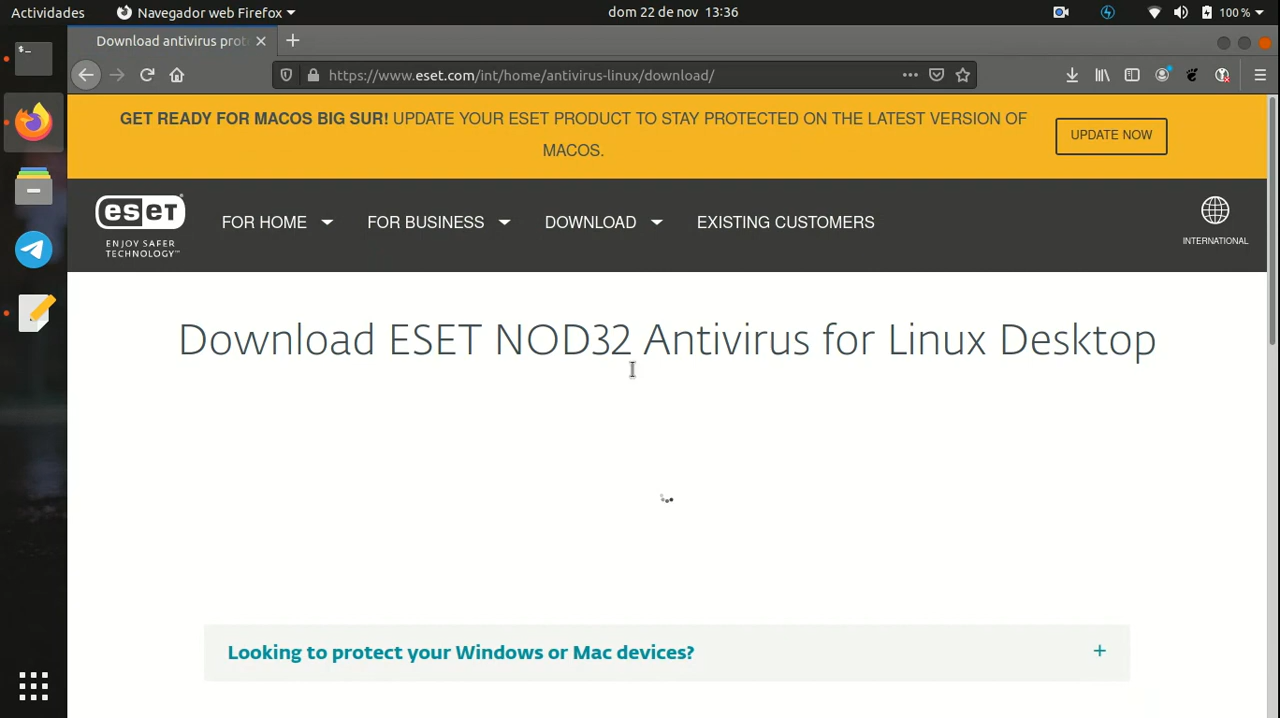 Actividades
Navegador web Firefox
dom 22 de nov 13:36
100 %
Download antivirus prot
https://www.eset.com/int/home/antivirus-linux/download/
GET READY FOR MACOS BIG SUR! UPDATE YOUR ESET PRODUCT TO STAY PROTECTED ON THE LATEST VERSION OF
MACOS.
UPDATE NOW
eset
ENJOY SAFER
TECHNOLOGY™
FOR HOME
FOR BUSINESS
DOWNLOAD
EXISTING CUSTOMERS
INTERNATIONAL
Download ESET NOD32 Antivirus for Linux Desktop
Looking to protect your Windows or Mac devices?
+